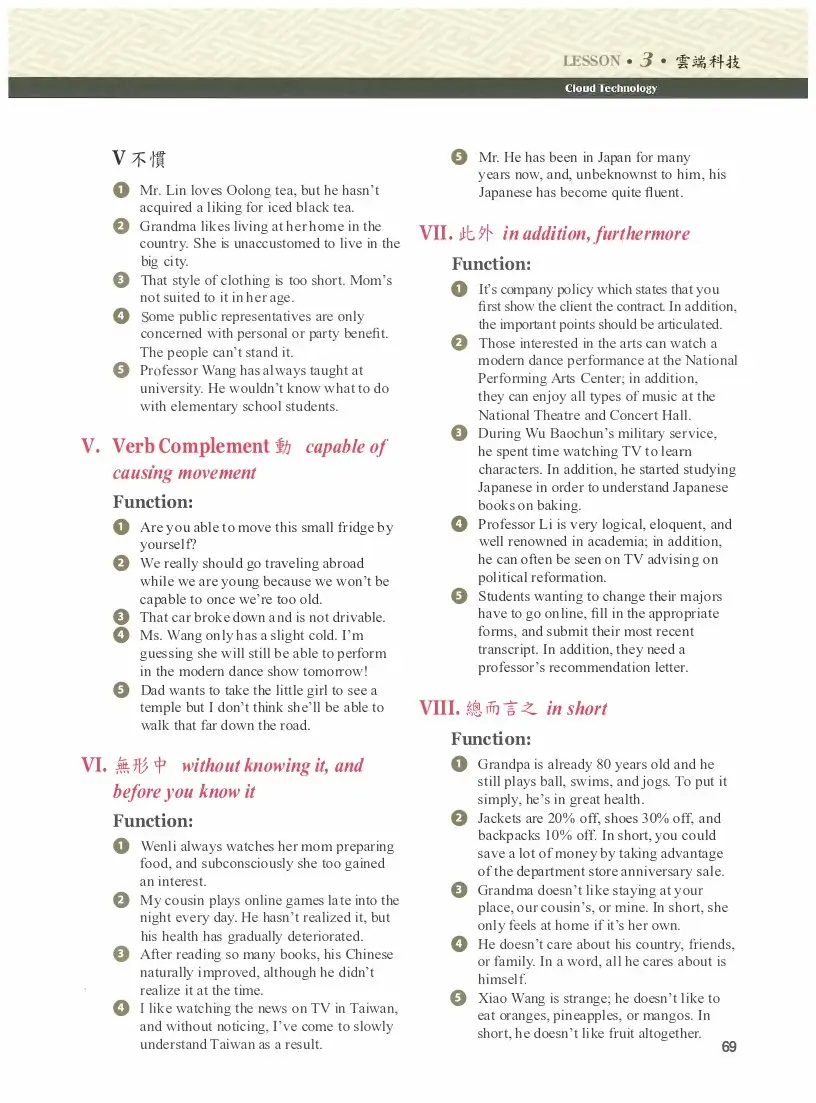 LESSON • 3 • 雲端科技
Cloud Technology
V 不慣
1 Mr. Lin loves Oolong tea, but he hasn't
acquired a liking for iced black tea.
2 Grandma likes living at her home in the
country. She is unaccustomed to live in the
big city.
3 That style of clothing is too short. Mom's
not suited to it in her age.
4 Some public representatives are only
concerned with personal or party benefit.
The people can't stand it.
5 Professor Wang has always taught at
university. He wouldn't know what to do
with elementary school students.
V. Verb Complement 動 capable of
causing movement
Function:
1 Are you able to move this small fridge by
yourself?
2 We really should go traveling abroad
while we are young because we won't be
capable to once we're too old.
3 That car broke down and is not drivable.
4 Ms. Wang only has a slight cold. I'm
guessing she will still be able to perform
in the modern dance show tomorrow!
5 Dad wants to take the little girl to see a
temple but I don't think she'll be able to
walk that far down the road.
VI. 無形中 without knowing it, and
before you know it
Function:
1 Wenli always watches her mom preparing
food, and subconsciously she too gained
an interest.
2 My cousin plays online games late into the
night every day. He hasn't realized it, but
his health has gradually deteriorated.
3 After reading so many books, his Chinese
naturally improved, although he didn't
realize it at the time.
4 I like watching the news on TV in Taiwan,
and without noticing, I've come to slowly
understand Taiwan as a result.
5 Mr. He has been in Japan for many
years now, and, unbeknownst to him, his
Japanese has become quite fluent.
VII. 此外 in addition, furthermore
Function:
1 It's company policy which states that you
first show the client the contract. In addition,
the important points should be articulated.
2 Those interested in the arts can watch a
modern dance performance at the National
Performing Arts Center; in addition,
they can enjoy all types of music at the
National Theatre and Concert Hall.
3 During Wu Baochun's military service,
he spent time watching TV to learn
characters. In addition, he started studying
Japanese in order to understand Japanese
books on baking.
4 Professor Li is very logical, eloquent, and
well renowned in academia; in addition,
he can often be seen on TV advising on
political reformation.
5 Students wanting to change their majors
have to go online, fill in the appropriate
forms, and submit their most recent
transcript. In addition, they need a
professor's recommendation letter.
VIII. 總而言之 in short
Function:
1 Grandpa is already 80 years old and he
still plays ball, swims, and jogs. To put it
simply, he's in great health.
2 Jackets are 20% off, shoes 30% off, and
backpacks 10% off. In short, you could
save a lot of money by taking advantage
of the department store anniversary sale.
3 Grandma doesn't like staying at your
place, our cousin's, or mine. In short, she
only feels at home if it's her own.
4 He doesn't care about his country, friends,
or family. In a word, all he cares about is
himself.
5 Xiao Wang is strange; he doesn't like to
eat oranges, pineapples, or mangos. In
short, he doesn't like fruit altogether.
69